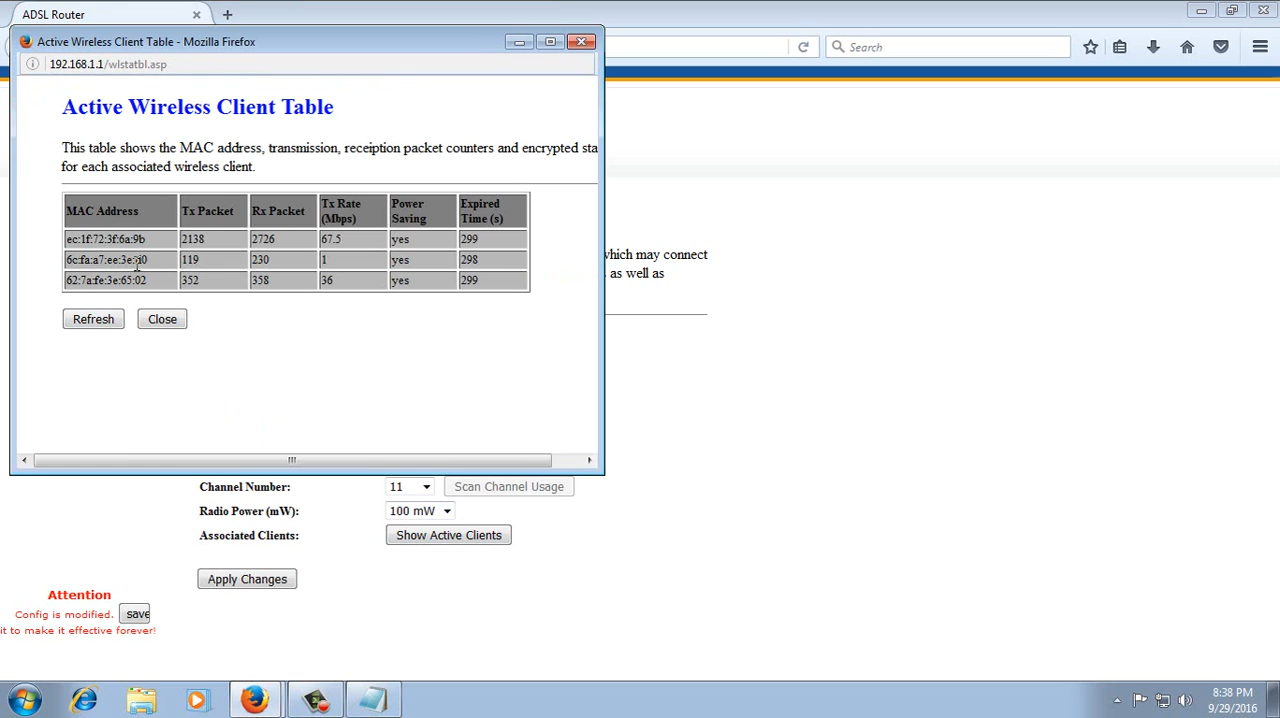 ADSL Router
Active Wireless Client Table - Mozilla Firefox
Search
192.168.1.1/wlstatbl.asp
Active Wireless Client Table
This table shows the MAC address, transmission, receiption packet counters and encrypted sta
for each associated wireless client.
MAC Address Tx Packet Rx Packet Tx Rate (Mbps) Power Saving Expired Time (s)
ec:1f:72:3f:6a:9b 2138 2726 67.5 yes 299
119 230 1 yes 298
62:7a:fe:3e:65:02 352 358 36 yes 299
Refresh Close
which may connect
as well as
Channel Number: 11 Scan Channel Usage
Radio Power (mW): 100 mW
Associated Clients: Show Active Clients
Apply Changes
Attention
Config is modified. save
it to make it effective forever!
8:38 PM
9/29/2016